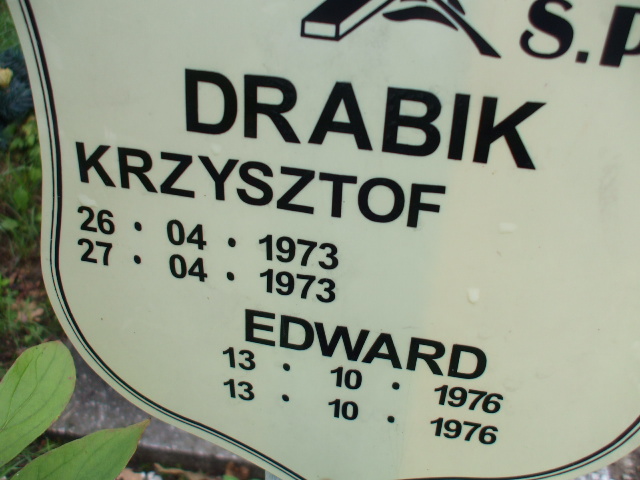 Ś.P
DRABIK
KRZYSZTOF
26 · 04 · 1973
27 · 04 · 1973
EDWARD
13 · 10 · 1976
13 · 10 · 1976